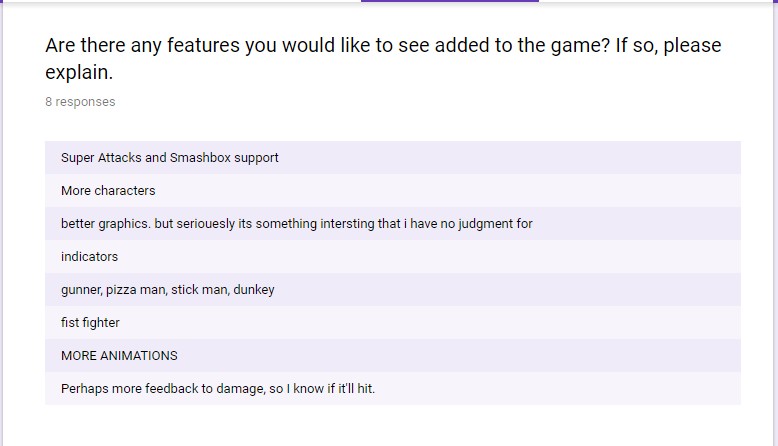 Are there any features you would like to see added to the game? If so, please
explain.
8 responses
Super Attacks and Smashbox support
More characters
better graphics. but seriouesly its something intersting that i have no judgment for
indicators
gunner, pizza man, stick man, dunkey
fist fighter
MORE ANIMATIONS
Perhaps more feedback to damage, so I know if it'll hit.